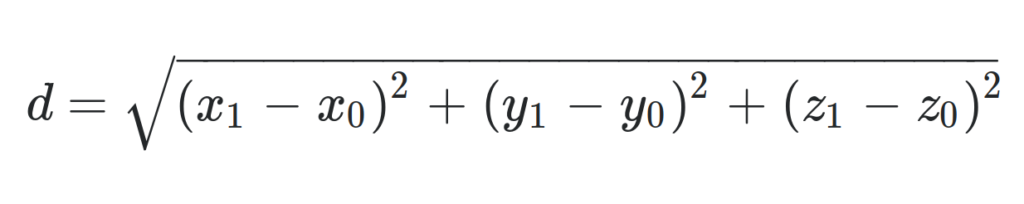 d = √(x₁ − x₀)² + (y₁ − y₀)² + (z₁ − z₀)²